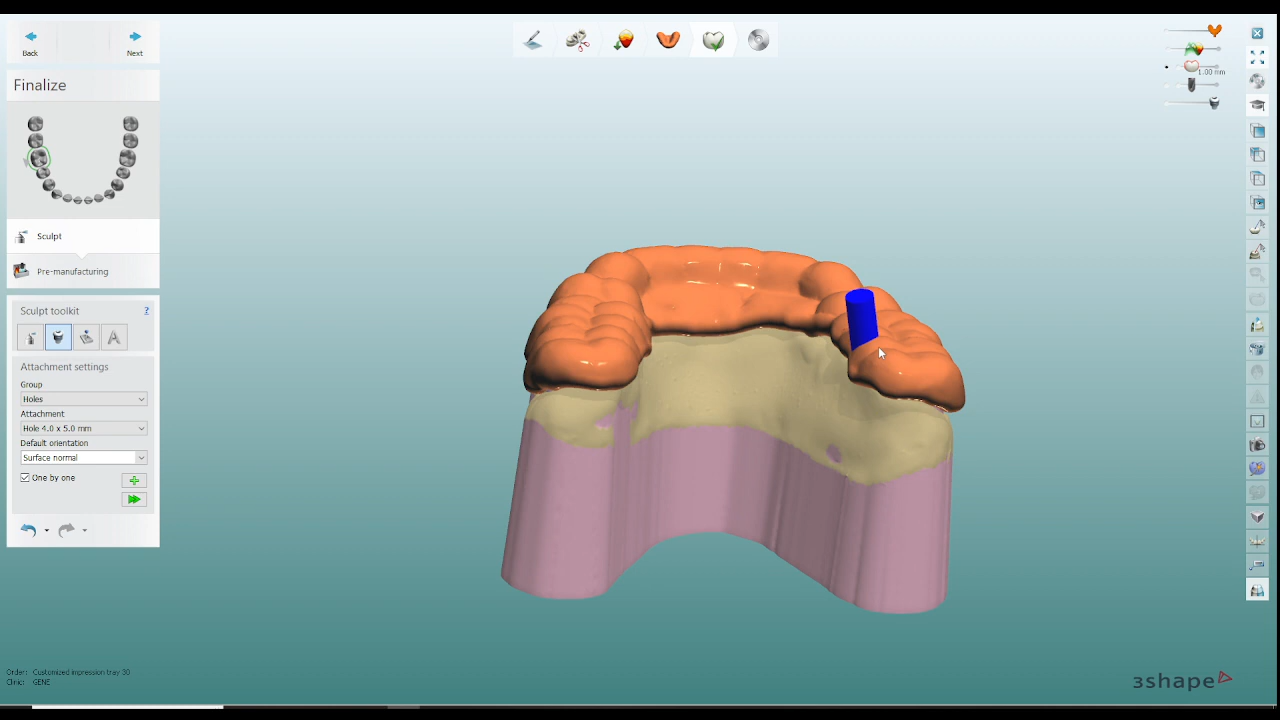 Back
Next
Finalize
1.00 mm
Sculpt
Pre-manufacturing
Sculpt toolkit
?
A
Attachment settings
Group
Holes
Attachment
Hole 4.0 x 5.0 mm
Default orientation
Surface normal
One by one
Order: Customized impression tray 30
Clinic: GENE
3shape